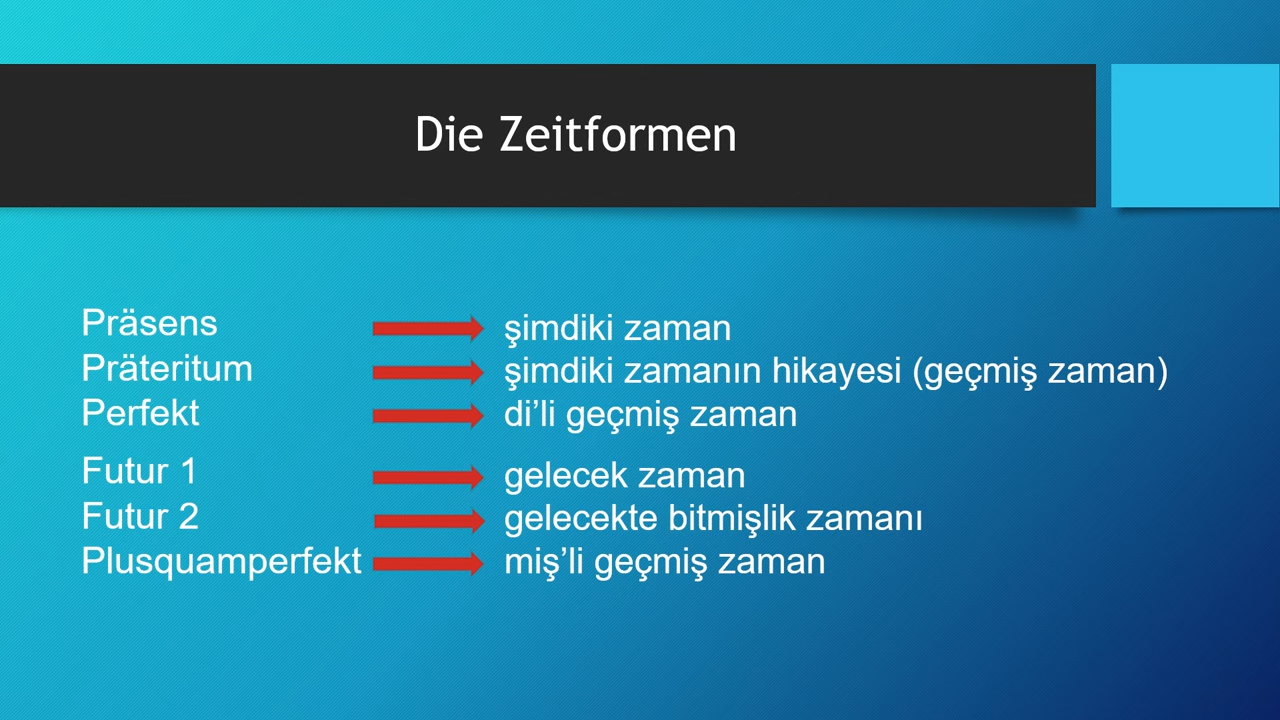 Die Zeitformen
Präsens şimdiki zaman
Präteritum şimdiki zamanın hikayesi (geçmiş zaman)
Perfekt di’li geçmiş zaman
Futur 1 gelecek zaman
Futur 2 gelecekte bitmişlik zamanı
Plusquamperfekt miş’li geçmiş zaman